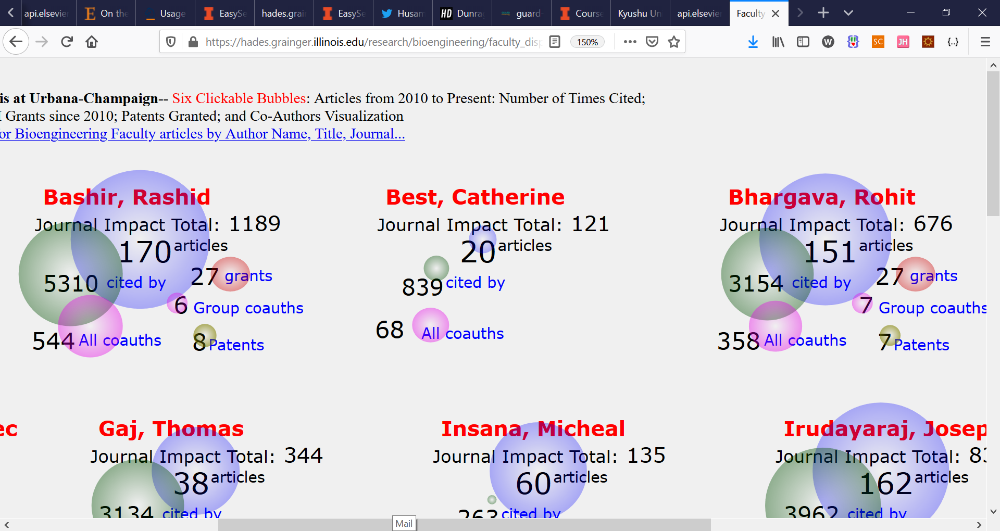 api.elsevier
On the
Usage
EasySe
hades.grain
EasySe
Husam
HD Dunra
guard-
Course
Kyushu Un
api.elsevier
Faculty
https://hades.grainger.illinois.edu/research/bioengineering/faculty_disp
150%
W
SC
JH
{..}
is at Urbana-Champaign-- Six Clickable Bubbles: Articles from 2010 to Present: Number of Times Cited;
Grants since 2010; Patents Granted; and Co-Authors Visualization
or Bioengineering Faculty articles by Author Name, Title, Journal...
Bashir, Rashid
Journal Impact Total: 1189
170 articles
5310 cited by
27 grants
6 Group coauths
544 All coauths
8 Patents
Best, Catherine
Journal Impact Total: 121
20 articles
839 cited by
68 All coauths
Bhargava, Rohit
Journal Impact Total: 676
151 articles
3154 cited by
27 grants
7 Group coauths
358 All coauths
7 Patents
ec
Gaj, Thomas
Journal Impact Total: 344
38 articles
3134 cited by
Insana, Micheal
Journal Impact Total: 135
60 articles
263 cited by
Irudayaraj, Josep
Journal Impact Total: 83
162 articles
3962 cited by
Mail